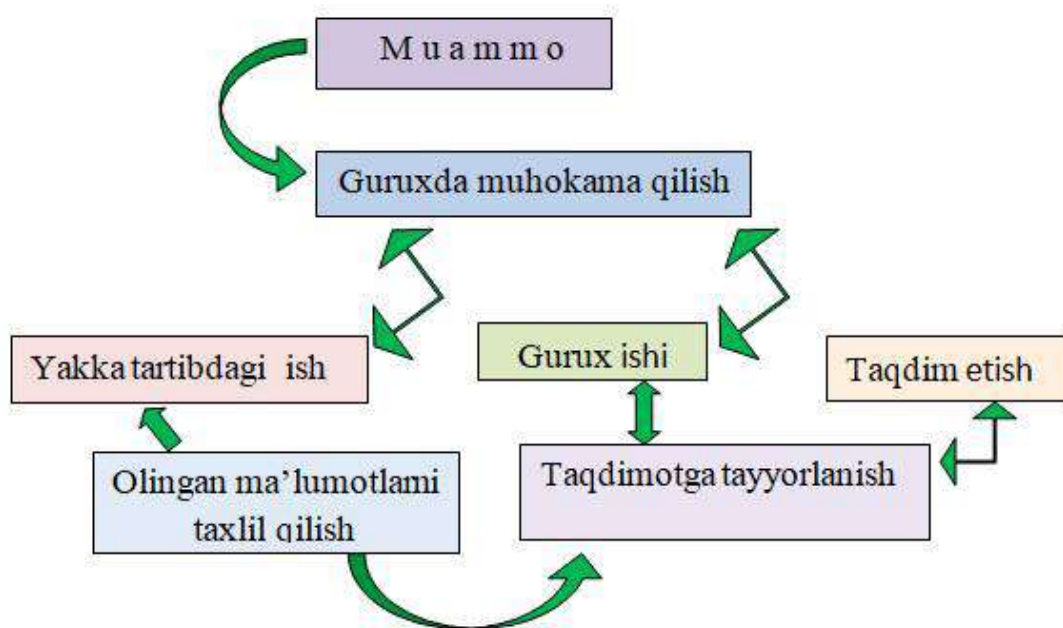 M u a m m o
Guruxda muhokama qilish
Yakka tartibdagi ish
Gurux ishi
Taqdim etish
Olingan ma’lumotlarni
taxlil qilish
Taqdimotga tayyorlanish